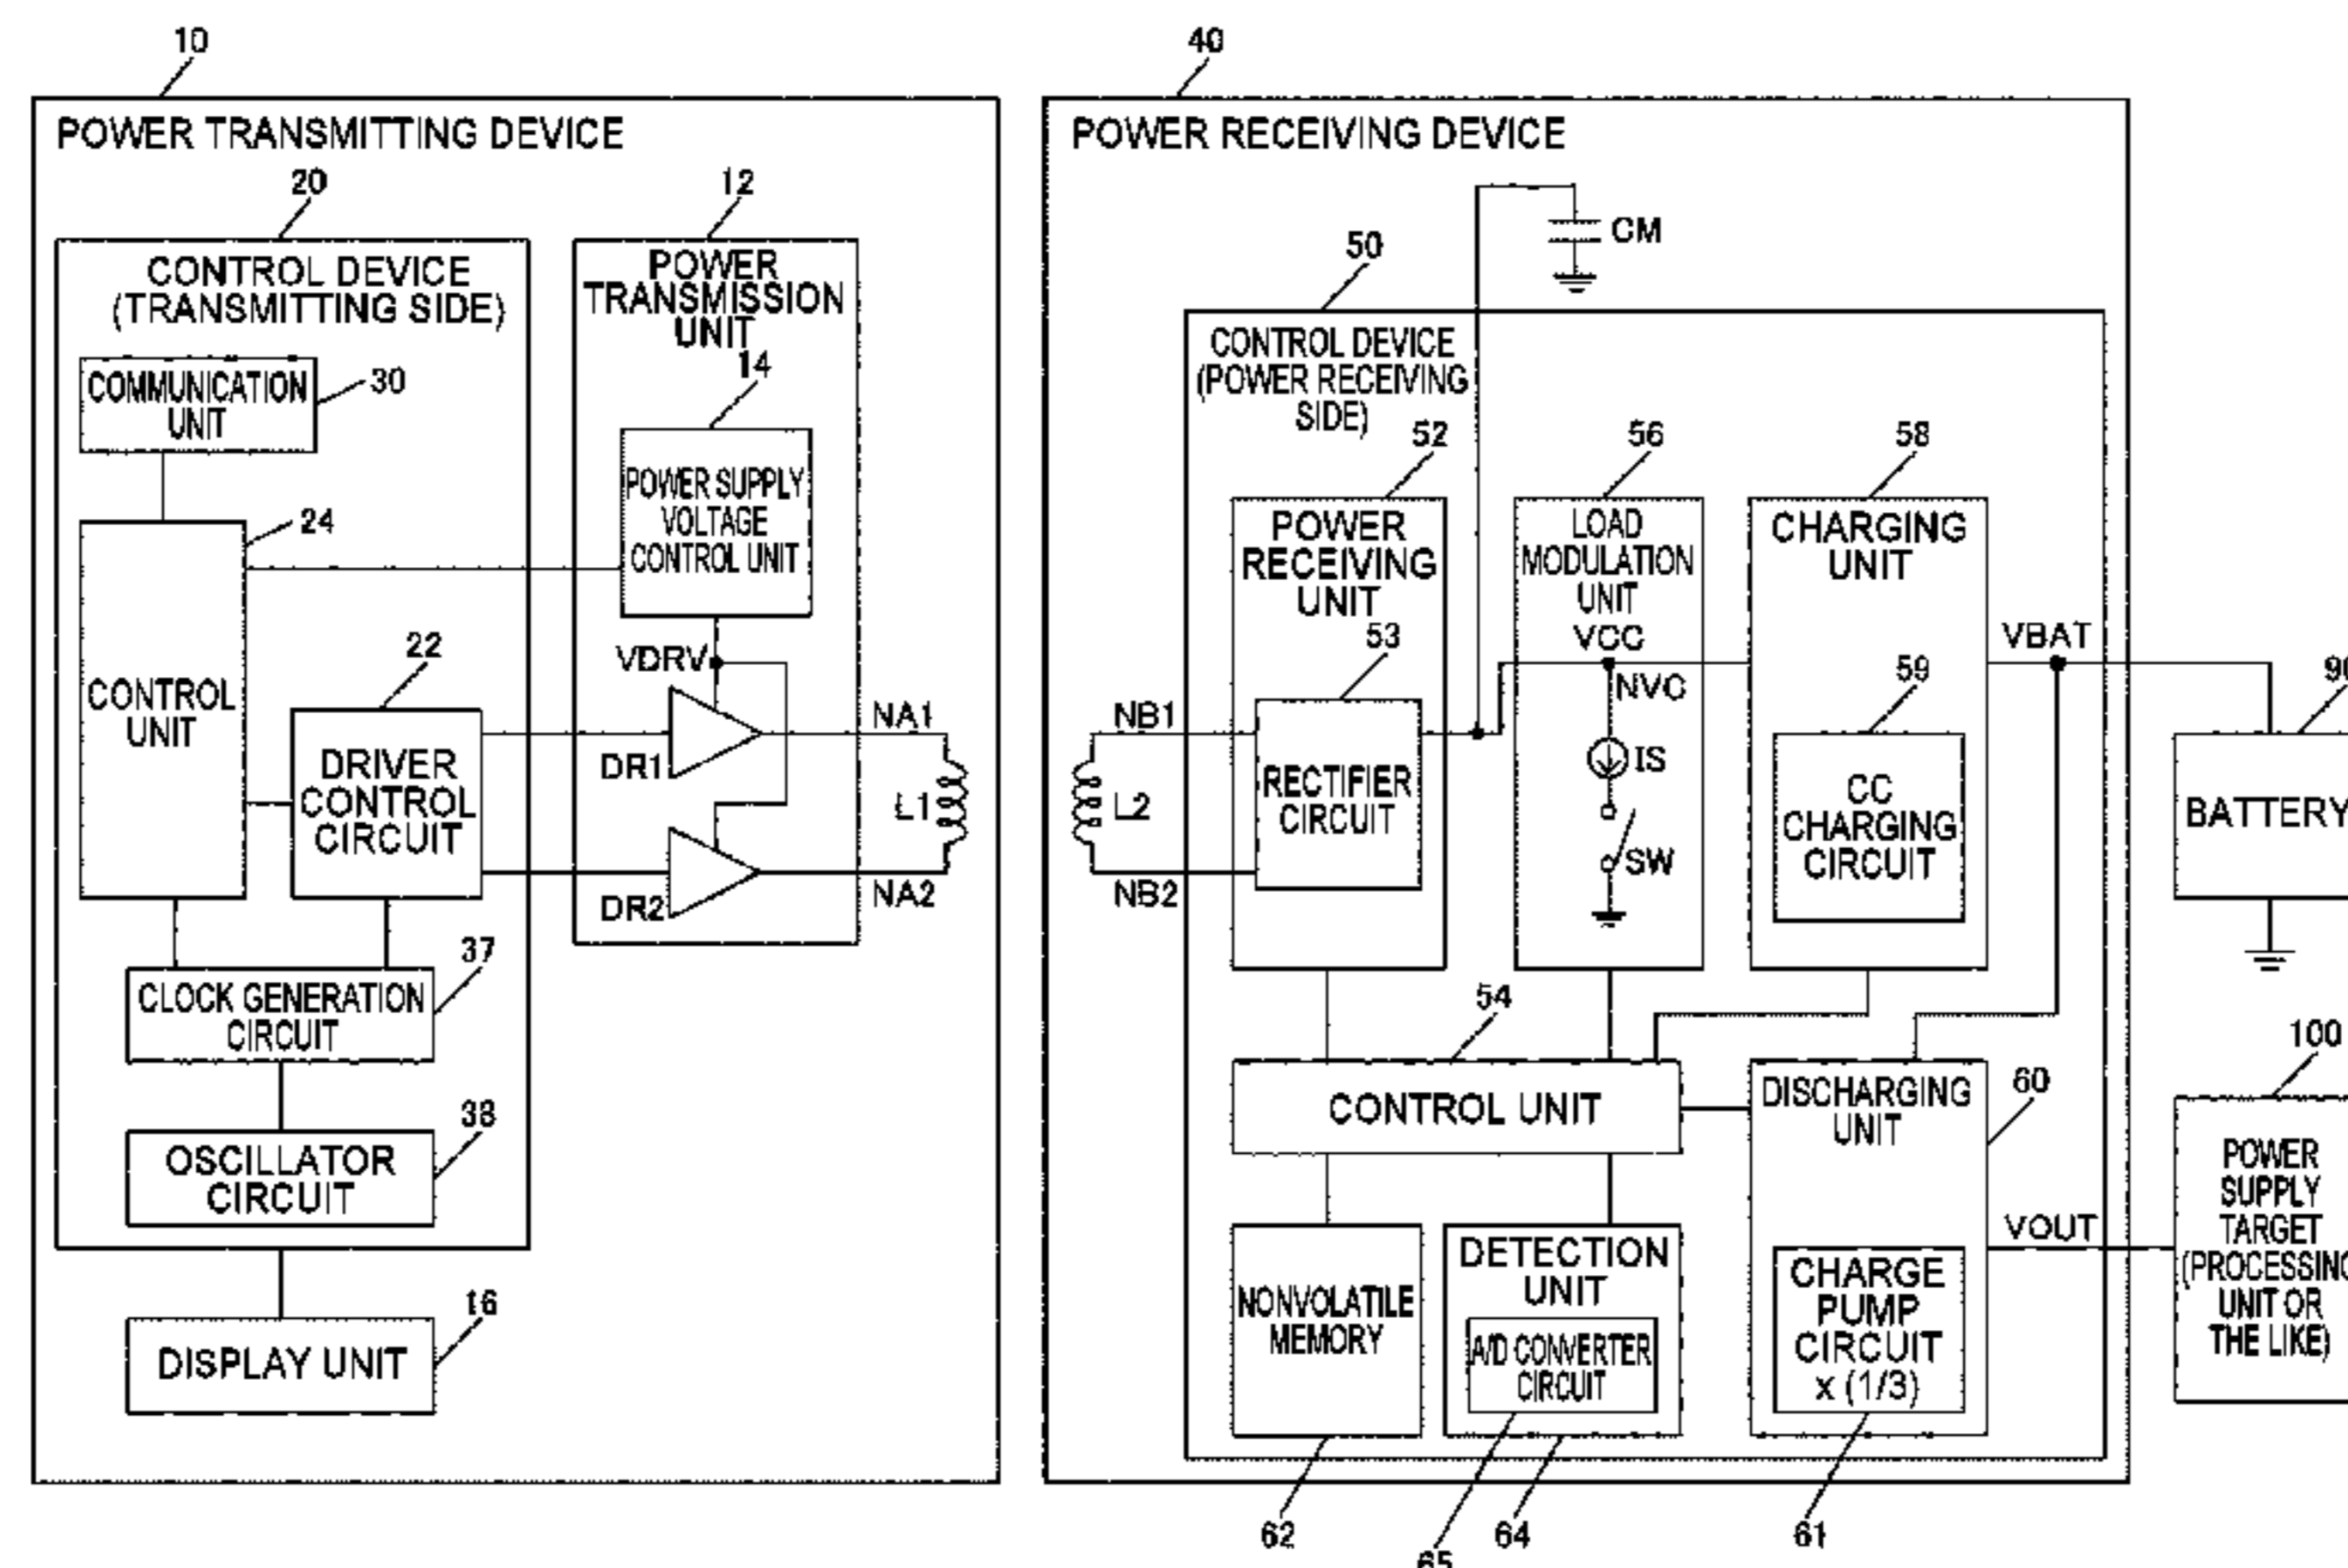 10
POWER TRANSMITTING DEVICE
20
CONTROL DEVICE
(TRANSMITTING SIDE)
COMMUNICATION
UNIT
30
24
CONTROL
UNIT
22
DRIVER
CONTROL
CIRCUIT
37
CLOCK GENERATION
CIRCUIT
38
OSCILLATOR
CIRCUIT
16
DISPLAY UNIT
12
POWER
TRANSMISSION
UNIT
14
POWER SUPPLY
VOLTAGE
CONTROL UNIT
VDRV
DR1
DR2
NA1
L1
NA2
40
POWER RECEIVING DEVICE
CM
50
CONTROL DEVICE
(POWER RECEIVING
SIDE)
NB1
L2
NB2
52
POWER
RECEIVING
UNIT
53
RECTIFIER
CIRCUIT
56
LOAD
MODULATION
UNIT
VCC
NVC
IS
SW
58
CHARGING
UNIT
59
CC
CHARGING
CIRCUIT
VBAT
BATTERY
54
CONTROL UNIT
DISCHARGING
UNIT
60
CHARGE
PUMP
CIRCUIT
x (1/3)
61
VOUT
NONVOLATILE
MEMORY
62
DETECTION
UNIT
A/D CONVERTER
CIRCUIT
65
64
100
POWER
SUPPLY
TARGET
(PROCESSING
UNIT OR
THE LIKE)